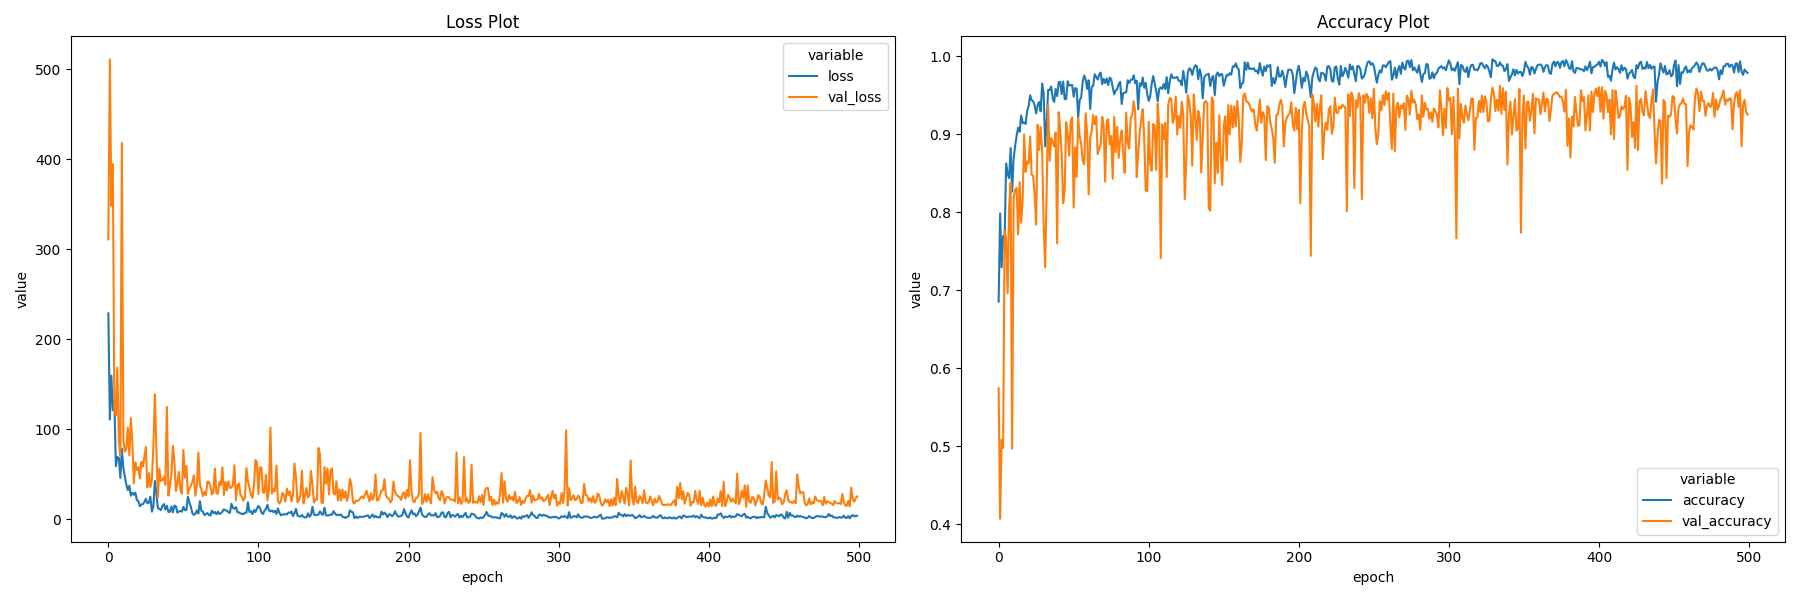 Loss Plot
variable
loss
val_loss
value
500
400
300
200
100
0
0 100 200 300 400 500
epoch
Accuracy Plot
value
1.0
0.9
0.8
0.7
0.6
0.5
0.4
variable
accuracy
val_accuracy
0 100 200 300 400 500
epoch